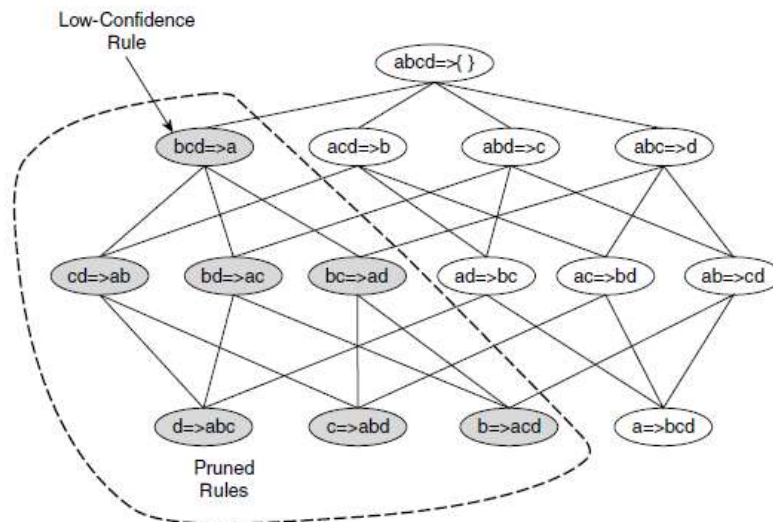 Low-Confidence
Rule
abcd=>{ }
bcd=>a
acd=>b
abd=>c
abc=>d
cd=>ab
bd=>ac
bc=>ad
ad=>bc
ac=>bd
ab=>cd
d=>abc
c=>abd
b=>acd
a=>bcd
Pruned
Rules